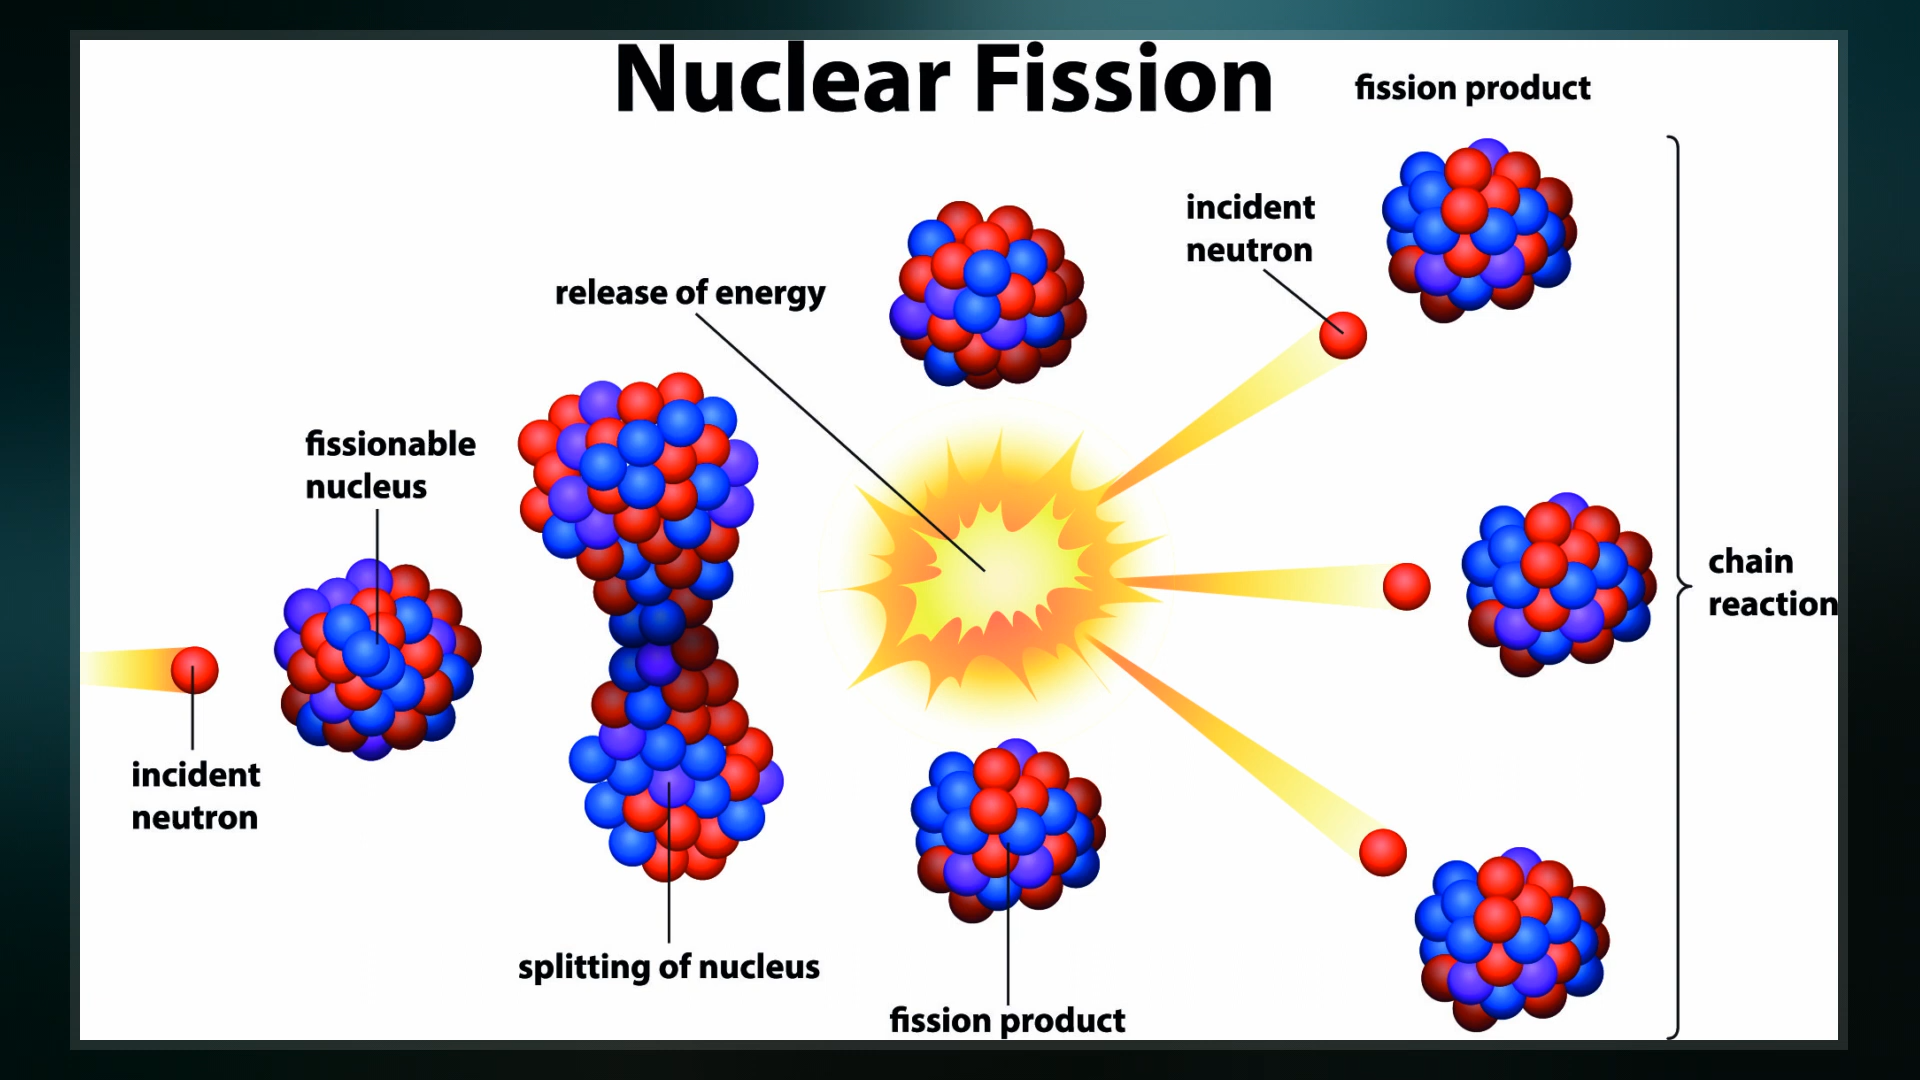 Nuclear Fission
fission product
incident
neutron
release of energy
fissionable
nucleus
chain
reaction
incident
neutron
splitting of nucleus
fission product